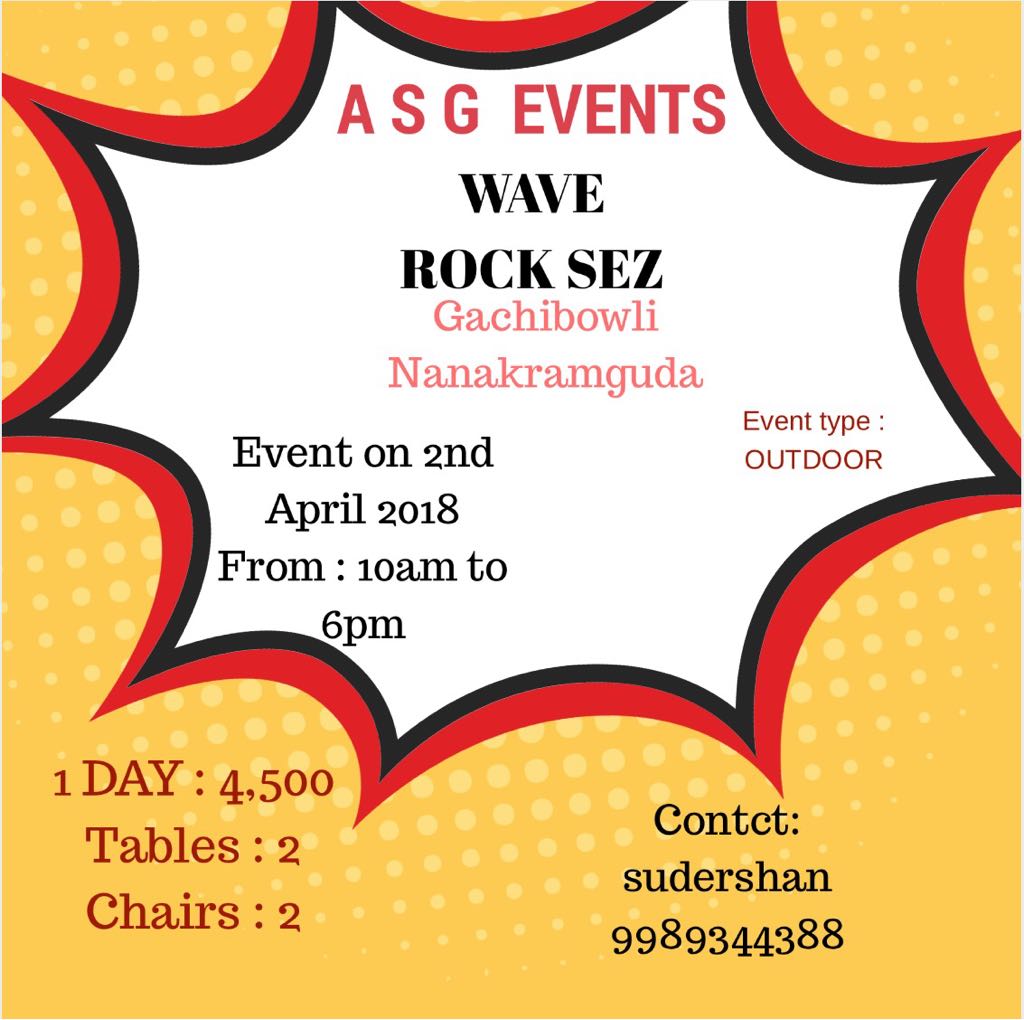 A S G EVENTS
WAVE
ROCK SEZ
Gachibowli
Nanakramguda
Event type :
OUTDOOR
Event on 2nd
April 2018
From : 10am to
6pm
1 DAY : 4,500
Tables : 2
Chairs : 2
Contct:
sudershan
9989344388